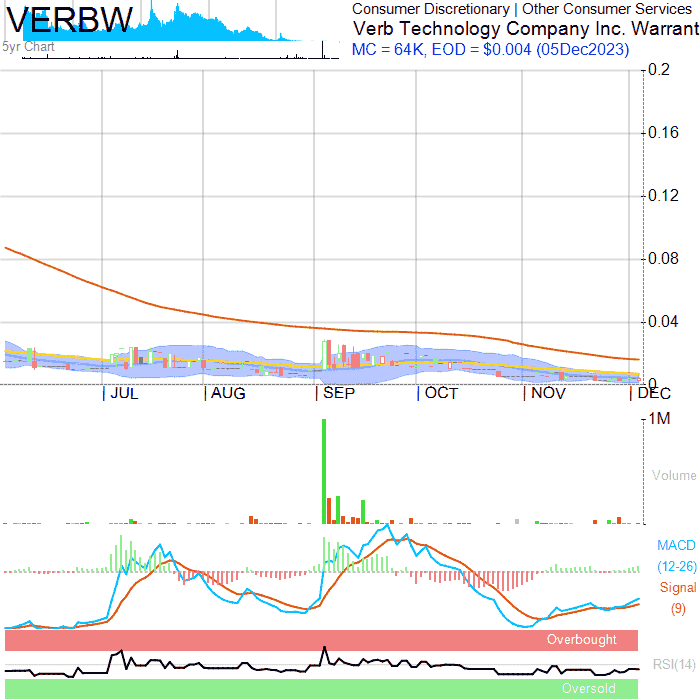 VERBW
5yr Chart
Consumer Discretionary | Other Consumer Services
Verb Technology Company Inc. Warrant
MC = 64K, EOD = $0.004 (05Dec2023)
0.2
0.16
0.12
0.08
0.04
0
JUL
AUG
SEP
OCT
NOV
DEC
1M
Volume
MACD
(12-26)
Signal
(9)
Overbought
RSI(14)
Oversold